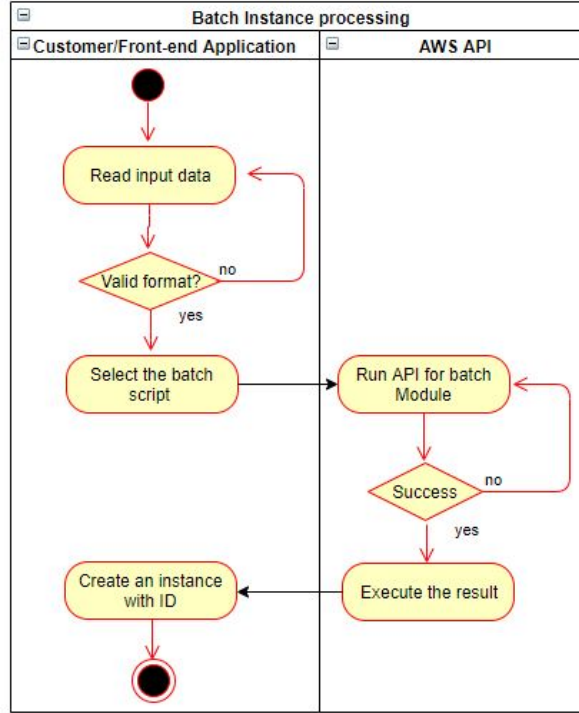 Batch Instance processing
Customer/Front-end Application
AWS API
Read input data
Valid format?
no
yes
Select the batch
script
Run API for batch
Module
Success
no
yes
Create an instance
with ID
Execute the result